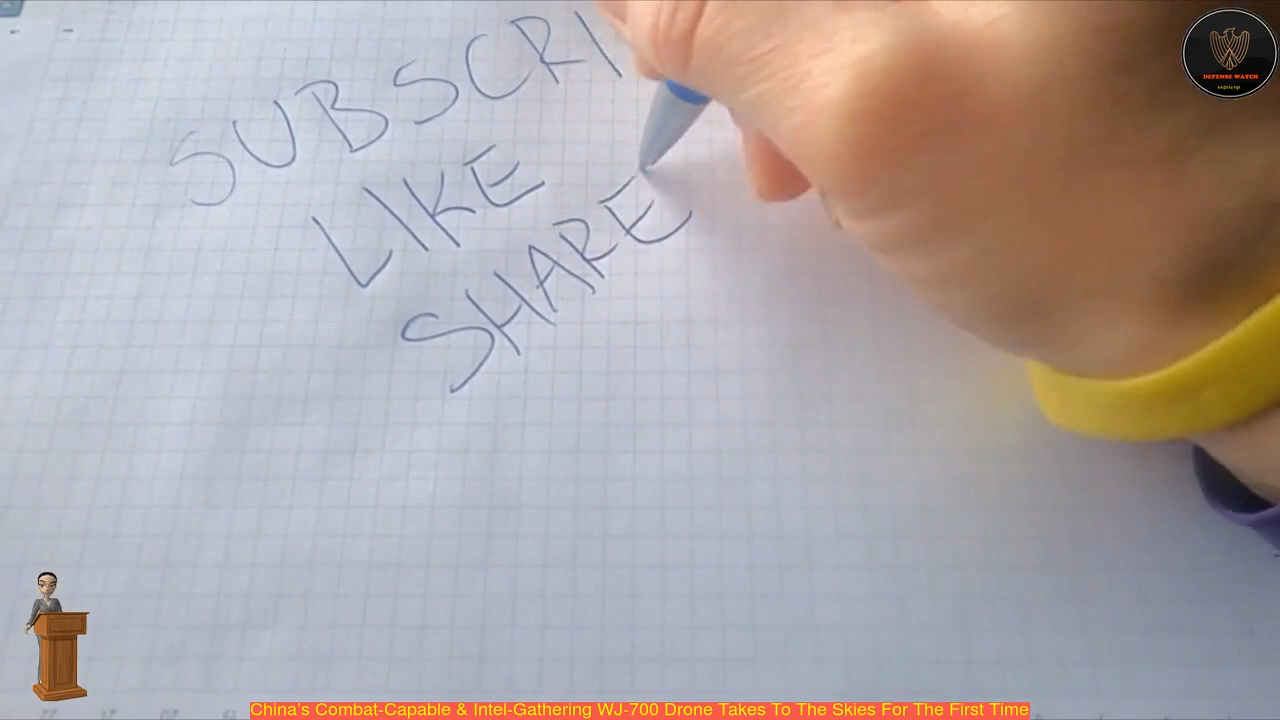 SUBSCRI
LIKE
SHARE
DEFENSE WATCH
China's Combat-Capable & Intel-Gathering WJ-700 Drone Takes To The Skies For The First Time